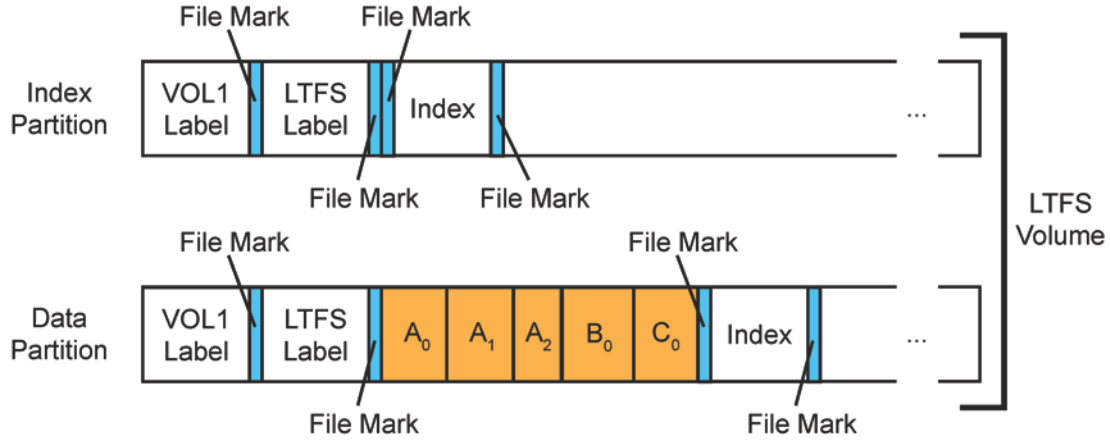 File Mark
File Mark
Index
Partition
VOL1
Label
LTFS
Label
Index
...
File Mark
File Mark
LTFS
Volume
File Mark
File Mark
Data
Partition
VOL1
Label
LTFS
Label
A₀
A₁
A₂
B₀
C₀
Index
...
File Mark
File Mark